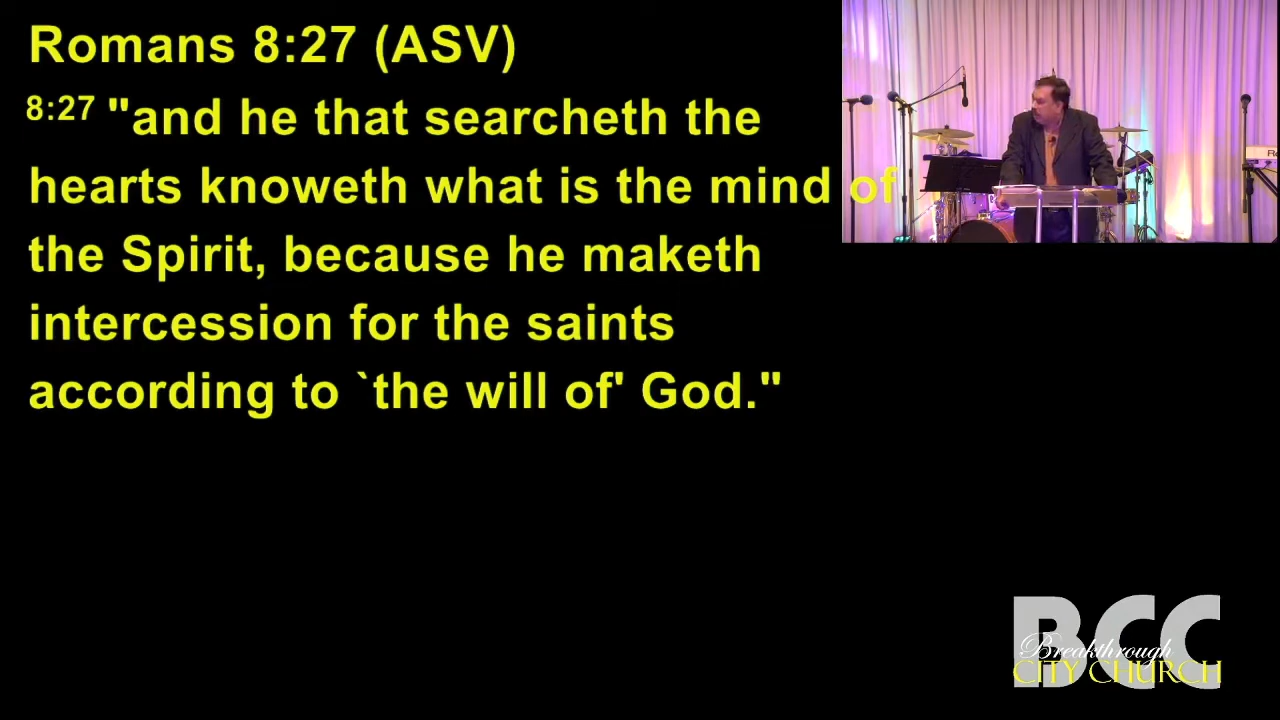 Romans 8:27 (ASV)
8:27 "and he that searcheth the
hearts knoweth what is the mind of
the Spirit, because he maketh
intercession for the saints
according to `the will of' God."
BCC
Breakthrough
CITY CHURCH